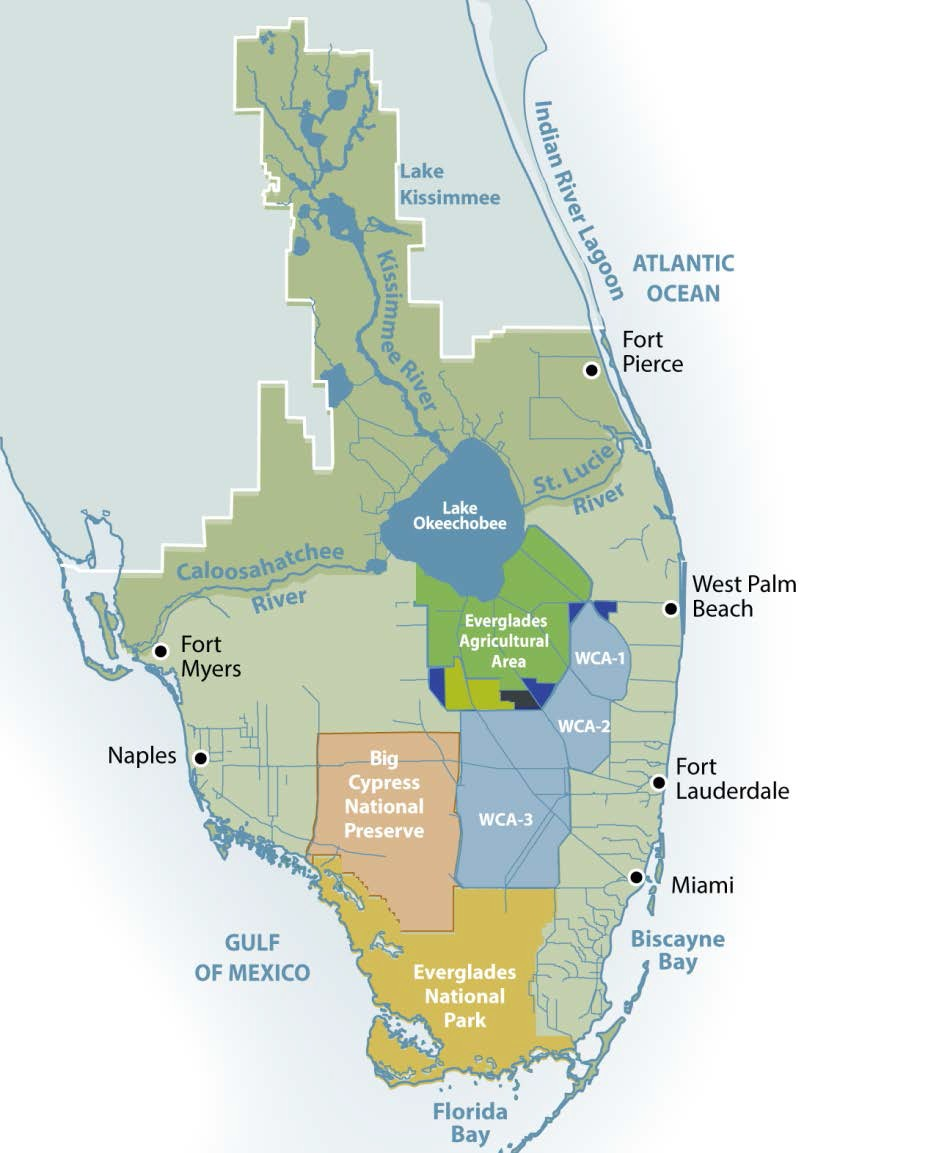 Indian River Lagoon
Lake
Kissimmee
ATLANTIC
OCEAN
Kissimmee River
Fort
Pierce
St. Lucie
River
Lake
Okeechobee
Caloosahatchee
River
West Palm
Beach
Everglades
Agricultural
Area
WCA-1
Fort
Myers
WCA-2
Naples
Big
Cypress
National
Preserve
Fort
Lauderdale
WCA-3
Miami
GULF
OF MEXICO
Biscayne
Bay
Everglades
National
Park
Florida
Bay